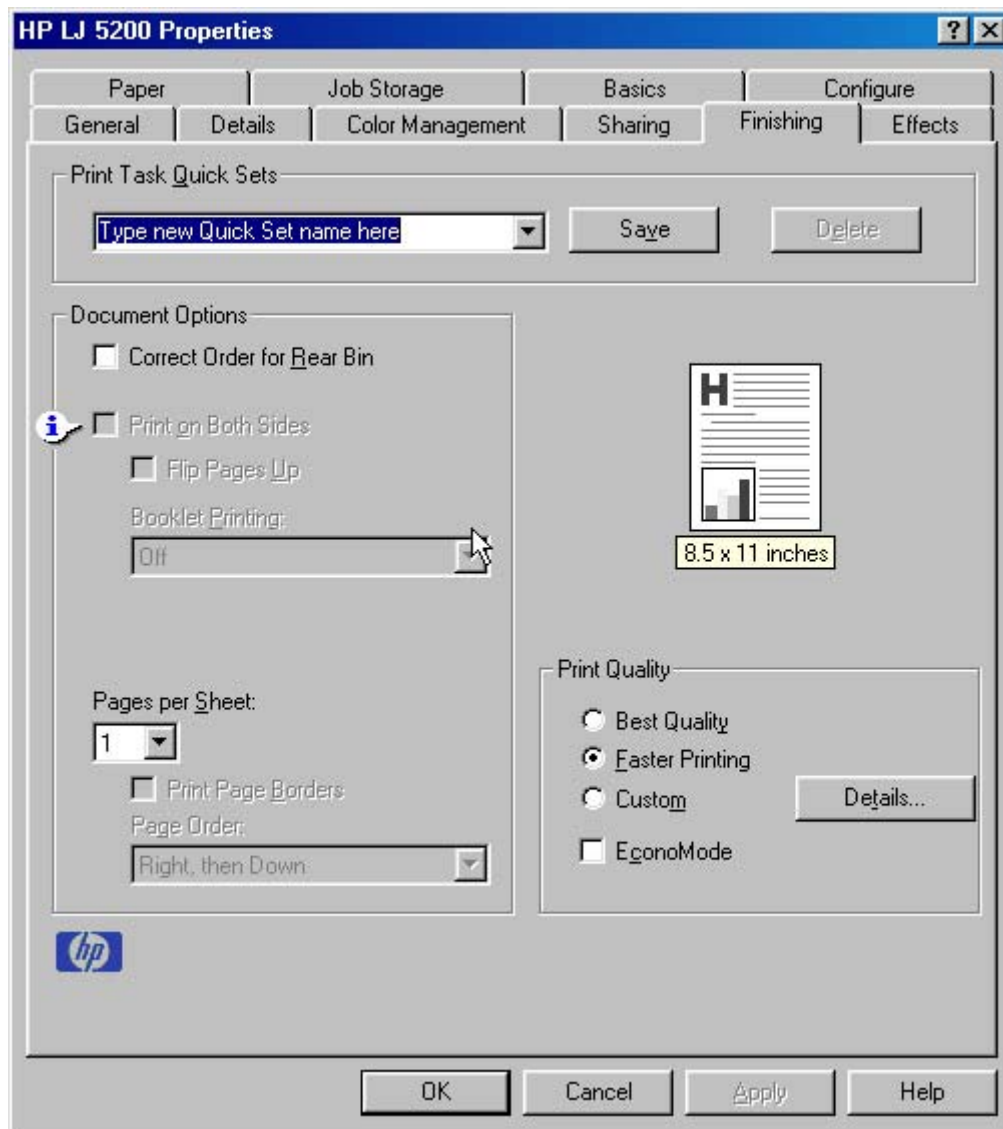 HP LJ 5200 Properties
Paper Job Storage Basics Configure
General Details Color Management Sharing Finishing Effects
Print Task Quick Sets
Type new Quick Set name here Save Delete
Document Options
Correct Order for Rear Bin
i Print on Both Sides
Flip Pages Up
Booklet Printing:
Off
H
8.5 x 11 inches
Pages per Sheet:
1
Print Page Borders
Page Order:
Right, then Down
Print Quality
Best Quality
Faster Printing
Custom Details...
EconoMode
hp
OK Cancel Apply Help